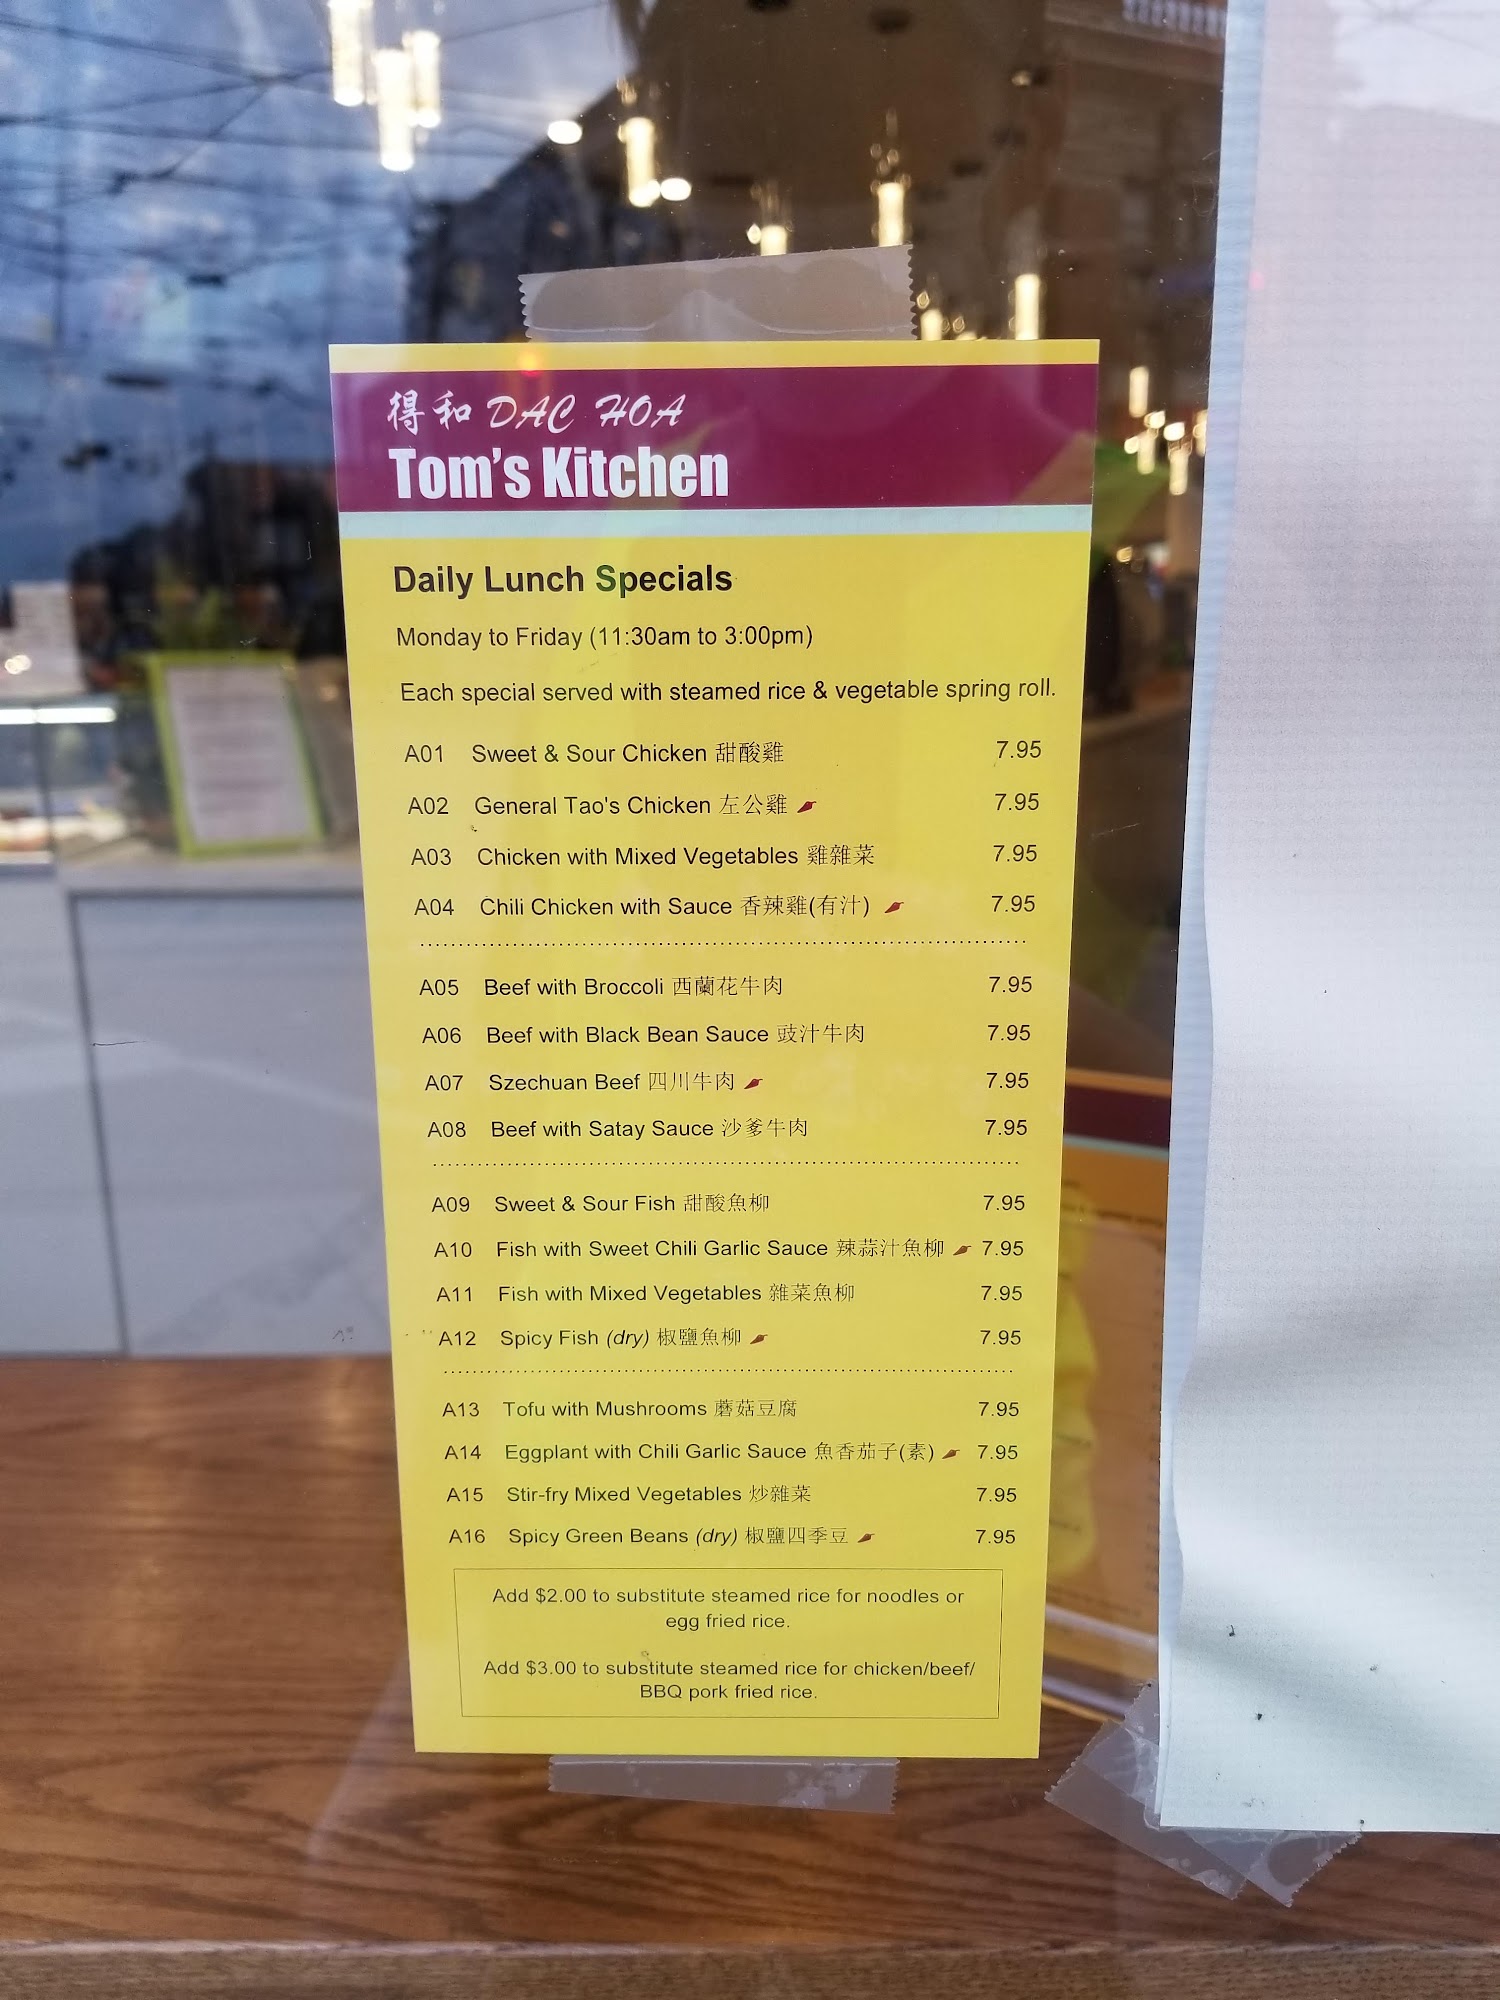 得和 DAC HOA
Tom's Kitchen
Daily Lunch Specials
Monday to Friday (11:30am to 3:00pm)
Each special served with steamed rice & vegetable spring roll.
A01 Sweet & Sour Chicken 甜酸雞 7.95
A02 General Tao's Chicken 左公雞 7.95
A03 Chicken with Mixed Vegetables 雞雜菜 7.95
A04 Chili Chicken with Sauce 香辣雞(有汁) 7.95
A05 Beef with Broccoli 西蘭花牛肉 7.95
A06 Beef with Black Bean Sauce 豉汁牛肉 7.95
A07 Szechuan Beef 四川牛肉 7.95
A08 Beef with Satay Sauce 沙爹牛肉 7.95
A09 Sweet & Sour Fish 甜酸魚柳 7.95
A10 Fish with Sweet Chili Garlic Sauce 辣蒜汁魚柳 7.95
A11 Fish with Mixed Vegetables 雜菜魚柳 7.95
A12 Spicy Fish (dry) 椒鹽魚柳 7.95
A13 Tofu with Mushrooms 蘑菇豆腐 7.95
A14 Eggplant with Chili Garlic Sauce 魚香茄子(素) 7.95
A15 Stir-fry Mixed Vegetables 炒雜菜 7.95
A16 Spicy Green Beans (dry) 椒鹽四季豆 7.95
Add $2.00 to substitute steamed rice for noodles or
egg fried rice.
Add $3.00 to substitute steamed rice for chicken/beef/
BBQ pork fried rice.